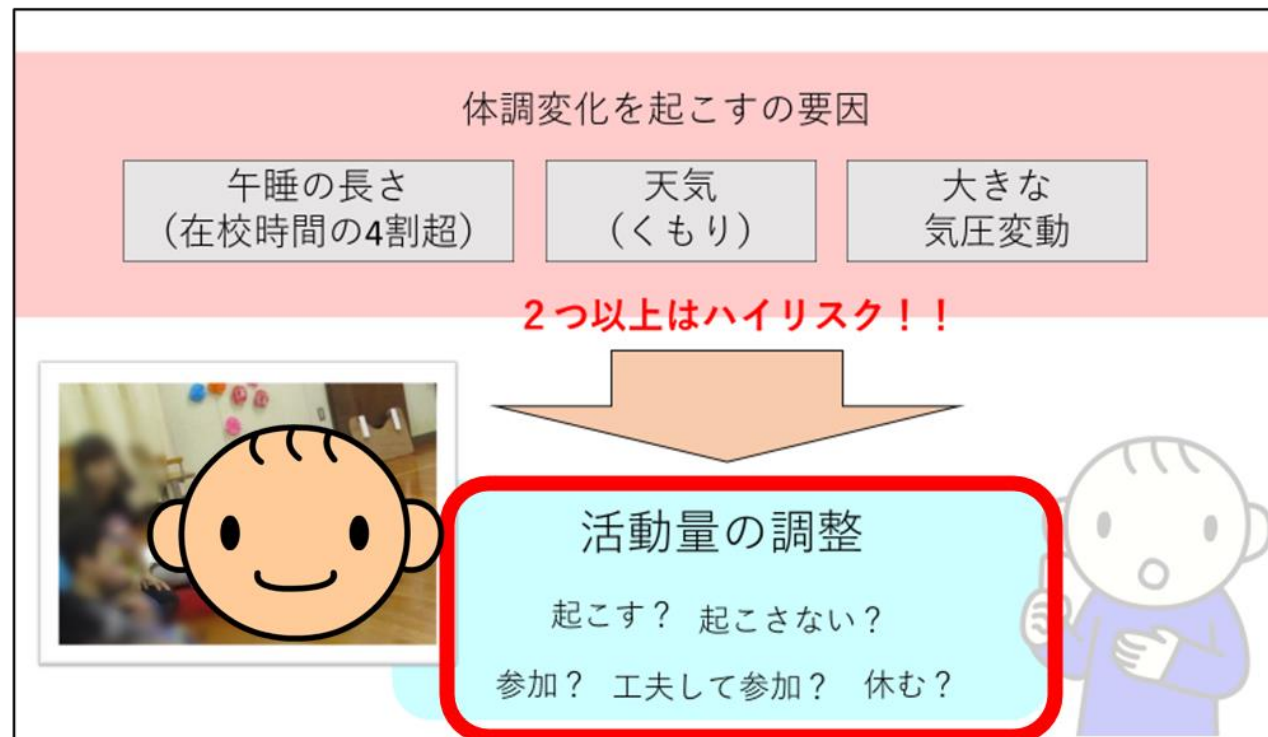 体調変化を起こすの要因
午睡の長さ
（在校時間の4割超）
天気
（くもり）
大きな
気圧変動
２つ以上はハイリスク！！
活動量の調整
起こす？ 起こさない？
参加？ 工夫して参加？ 休む？